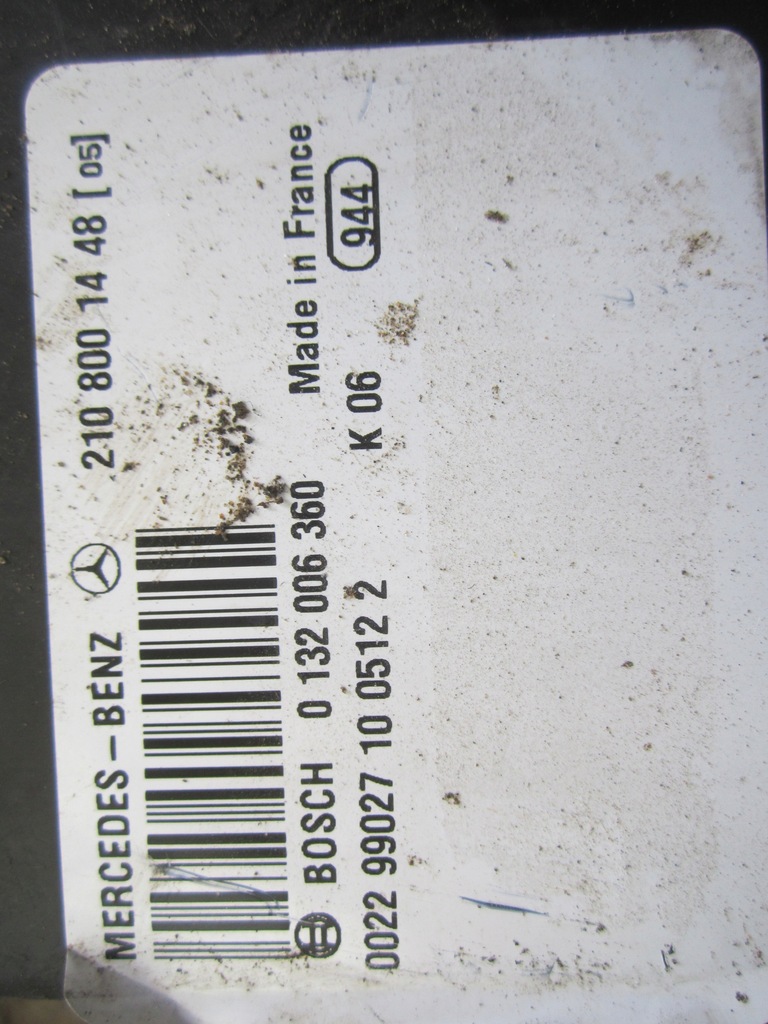 MERCEDES-BENZ 210 800 14 48 [05]
BOSCH 0 132 006 360 Made in France
0022 99027 10 0512 2 K 06 944